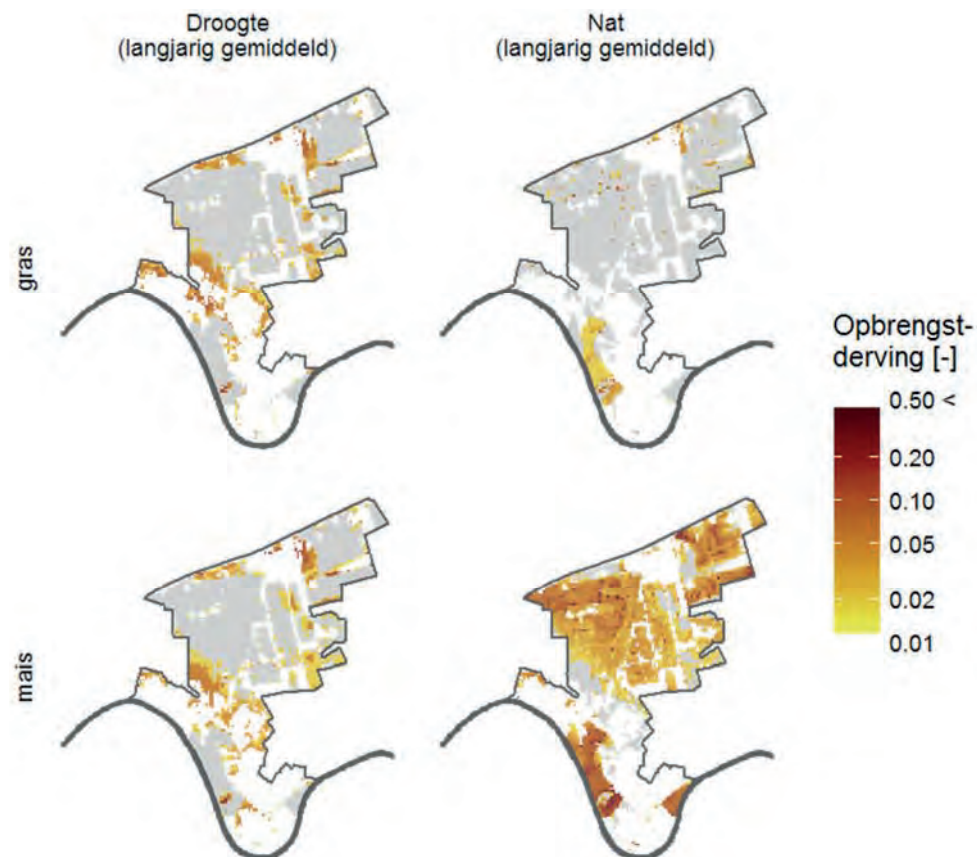 Droogte
(langjarig gemiddeld)
Nat
(langjarig gemiddeld)
gras
mais
Opbrengst-
derving [-]
0.50 <
0.20
0.10
0.05
0.02
0.01